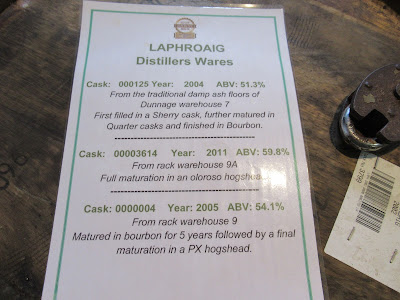 LAPHROAIG
Distillers Wares
Cask: 000125 Year: 2004 ABV: 51.3%
From the traditional damp ash floors of
Dunnage warehouse 7
First filled in a Sherry cask, further matured in
Quarter casks and finished in Bourbon.
Cask: 00003614 Year: 2011 ABV: 59.8%
From rack warehouse 9A
Full maturation in an oloroso hogshead.
Cask: 0000004 Year: 2005 ABV: 54.1%
From rack warehouse 9
Matured in bourbon for 5 years followed by a final
maturation in a PX hogshead.